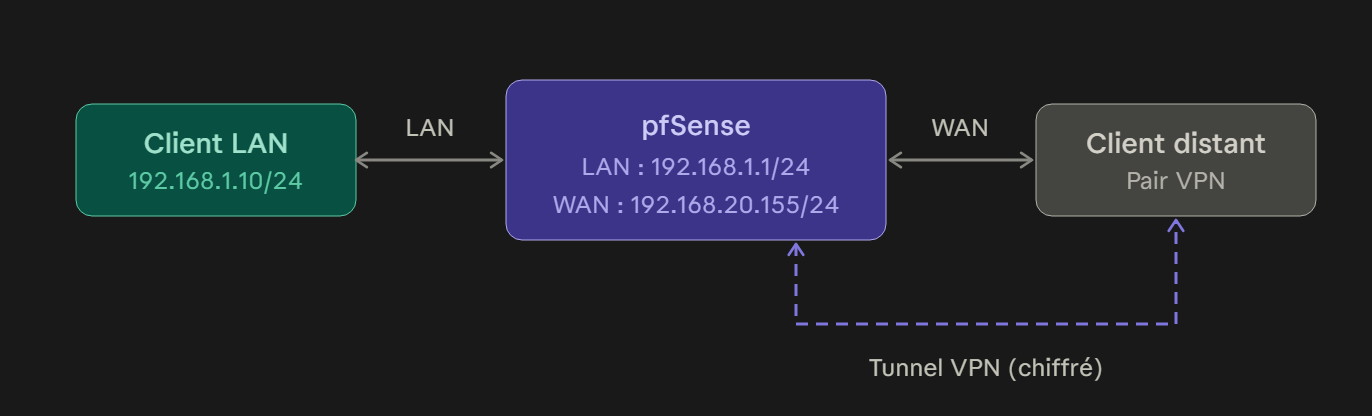 Client LAN
192.168.1.10/24
LAN
pfSense
LAN : 192.168.1.1/24
WAN : 192.168.20.155/24
WAN
Client distant
Pair VPN
Tunnel VPN (chiffré)